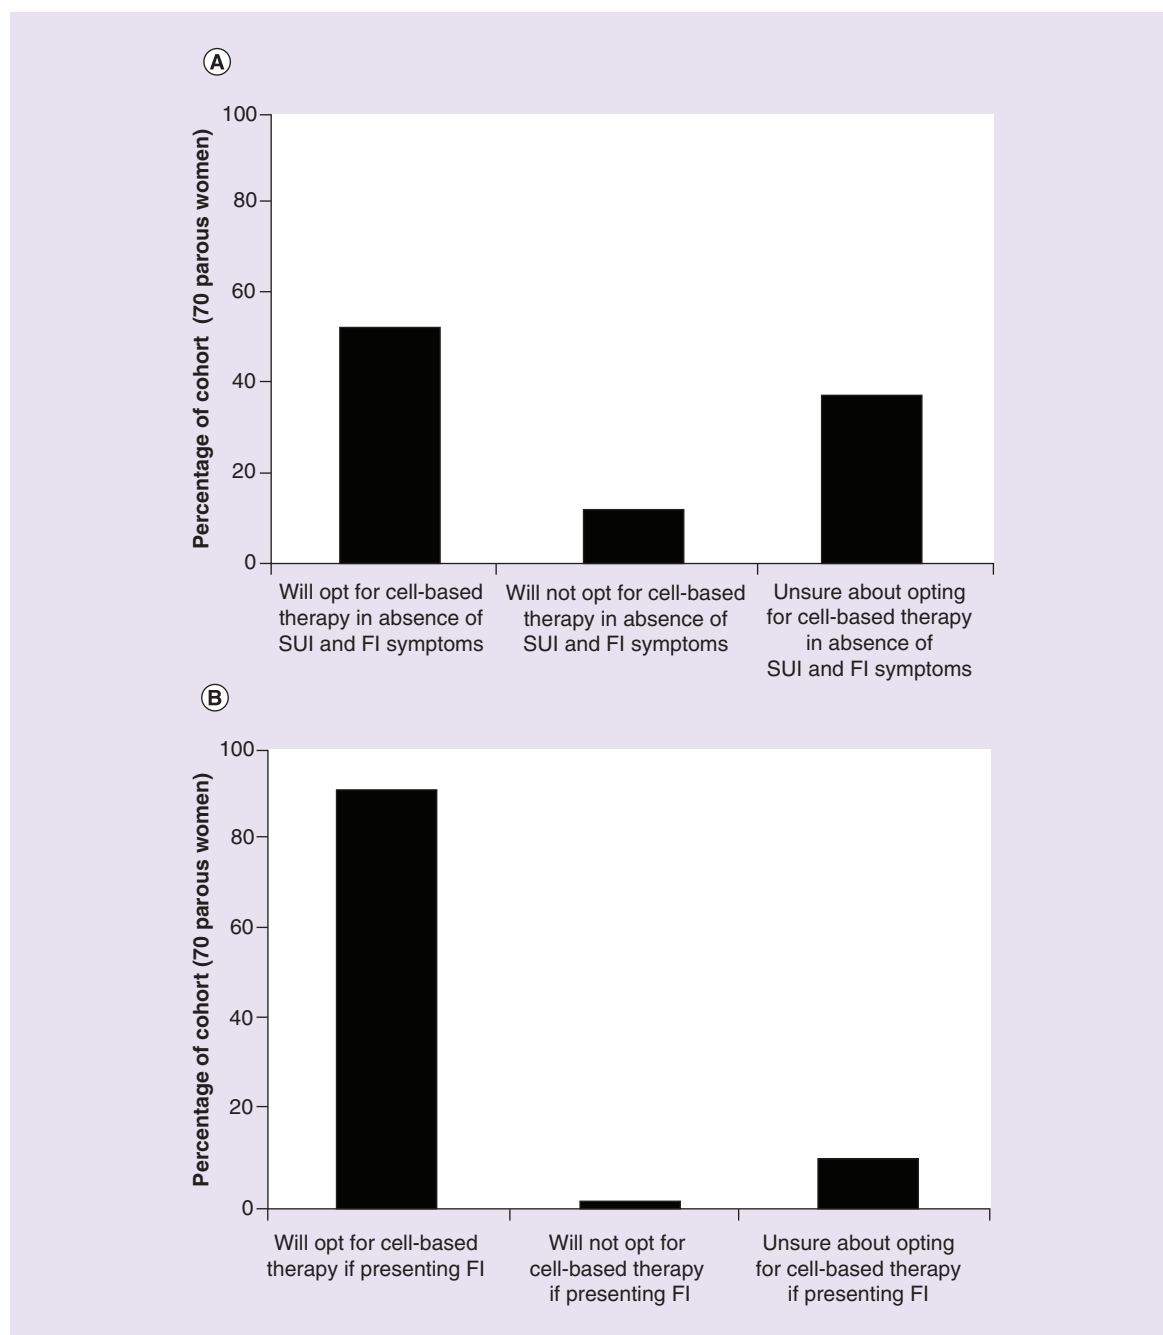 A
Percentage of cohort (70 parous women)
100
80
60
40
20
0
Will opt for cell-based
therapy in absence of
SUI and FI symptoms
Will not opt for cell-based
therapy in absence of
SUI and FI symptoms
Unsure about opting
for cell-based therapy
in absence of
SUI and FI symptoms
B
Percentage of cohort (70 parous women)
100
80
60
40
20
0
Will opt for cell-based
therapy if presenting FI
Will not opt for
cell-based therapy
if presenting FI
Unsure about opting
for cell-based therapy
if presenting FI